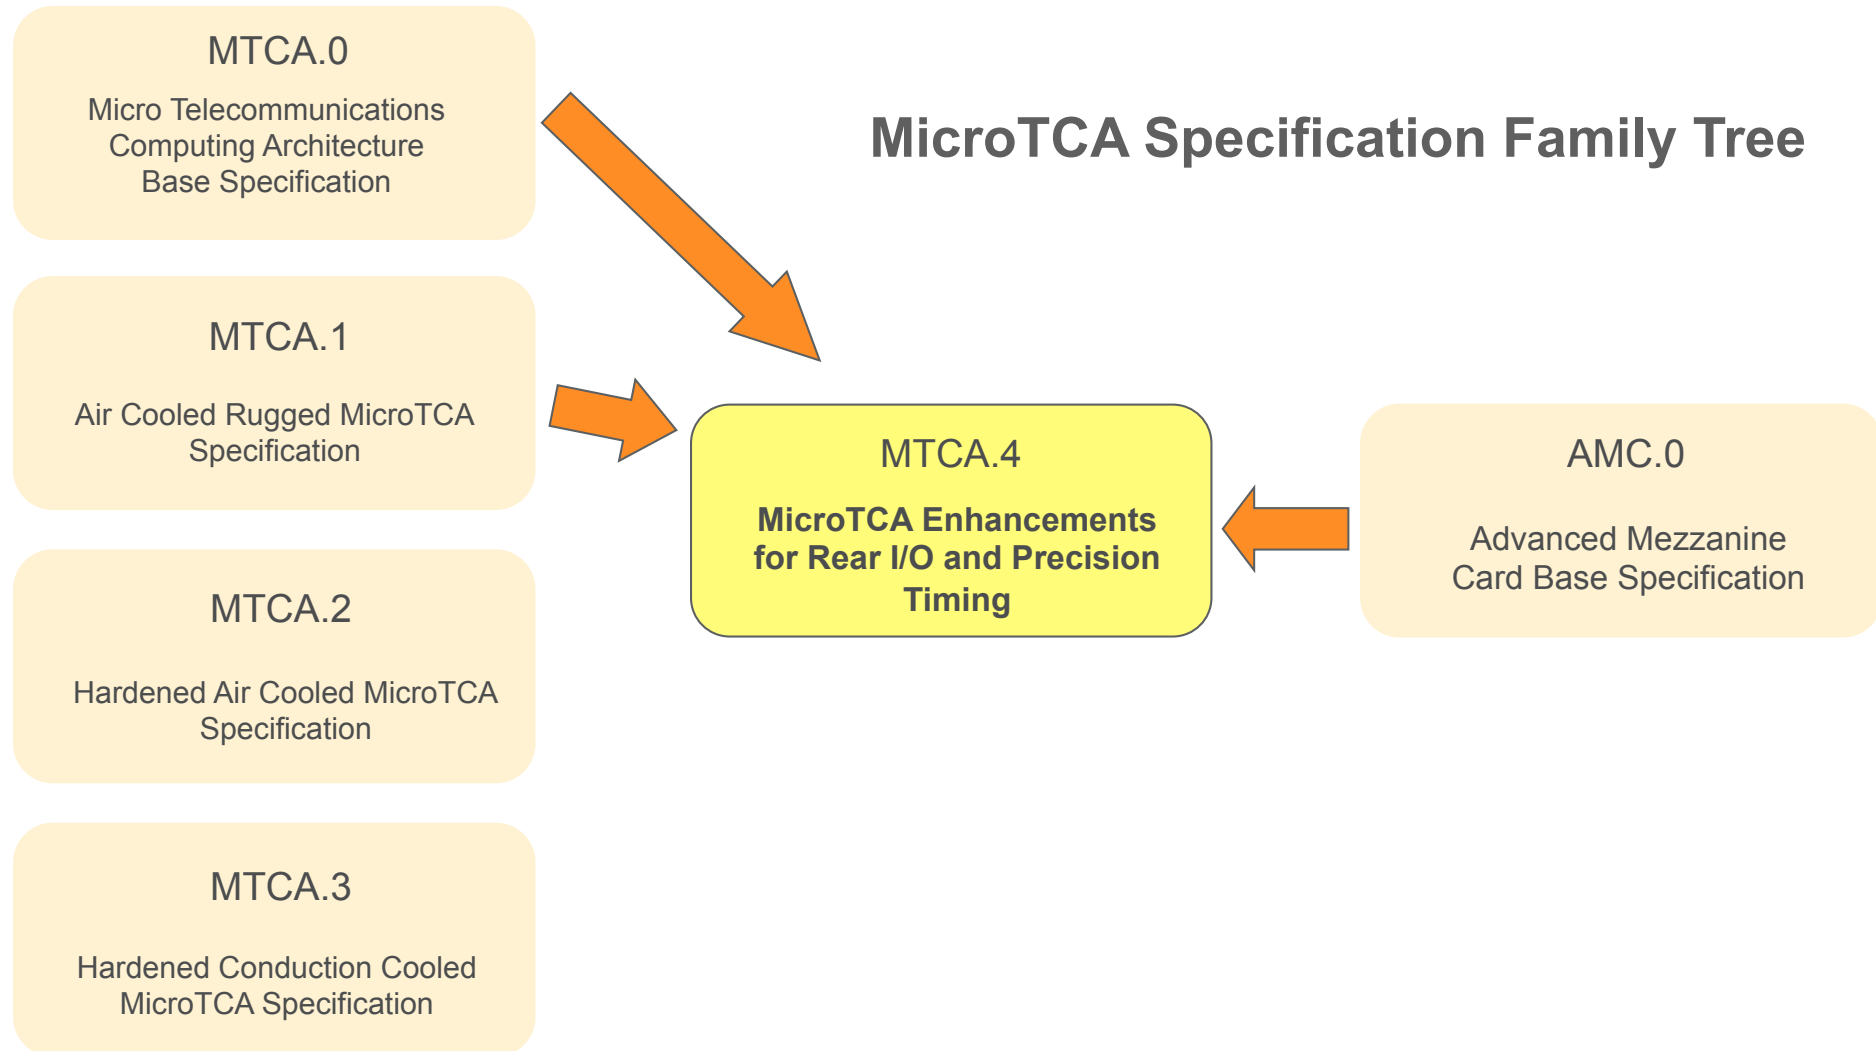 MTCA.0
Micro Telecommunications
Computing Architecture
Base Specification
MicroTCA Specification Family Tree
MTCA.1
Air Cooled Rugged MicroTCA
Specification
MTCA.4
MicroTCA Enhancements
for Rear I/O and Precision
Timing
AMC.0
Advanced Mezzanine
Card Base Specification
MTCA.2
Hardened Air Cooled MicroTCA
Specification
MTCA.3
Hardened Conduction Cooled
MicroTCA Specification